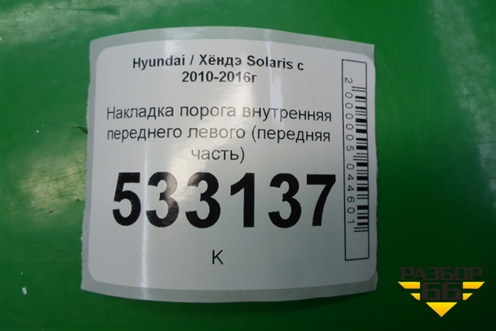 Hyundai / Хёндэ Solaris с
2010-2016г
Накладка порога внутренняя
переднего левого (передняя
часть)
533137
К
2000005044601
РАЗБОР
66